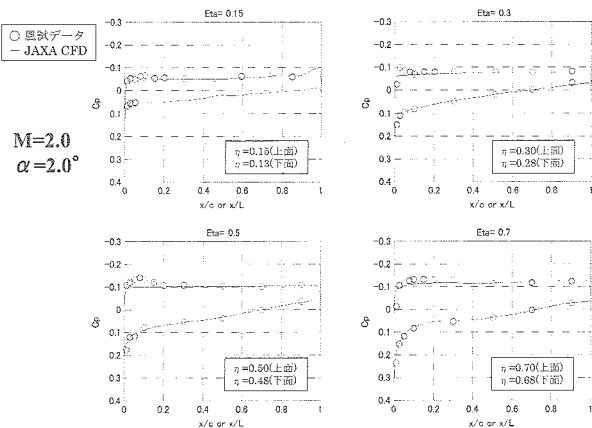 ○ 風試データ
— JAXA CFD
M=2.0
α=2.0°
Eta= 0.15
-0.3
-0.2
-0.1
0
0.1
0.2
0.3
0.4
Cp
0 0.2 0.4 0.6 0.8 1
x/c or x/L
η=0.15(上面)
η=0.13(下面)
Eta= 0.3
-0.3
-0.2
-0.1
0
0.1
0.2
0.3
0.4
Cp
0 0.2 0.4 0.6 0.8 1
x/c or x/L
η=0.30(上面)
η=0.28(下面)
Eta= 0.5
-0.3
-0.2
-0.1
0
0.1
0.2
0.3
0.4
Cp
0 0.2 0.4 0.6 0.8 1
x/c or x/L
η=0.50(上面)
η=0.48(下面)
Eta= 0.7
-0.3
-0.2
-0.1
0
0.1
0.2
0.3
0.4
Cp
0 0.2 0.4 0.6 0.8 1
x/c or x/L
η=0.70(上面)
η=0.68(下面)